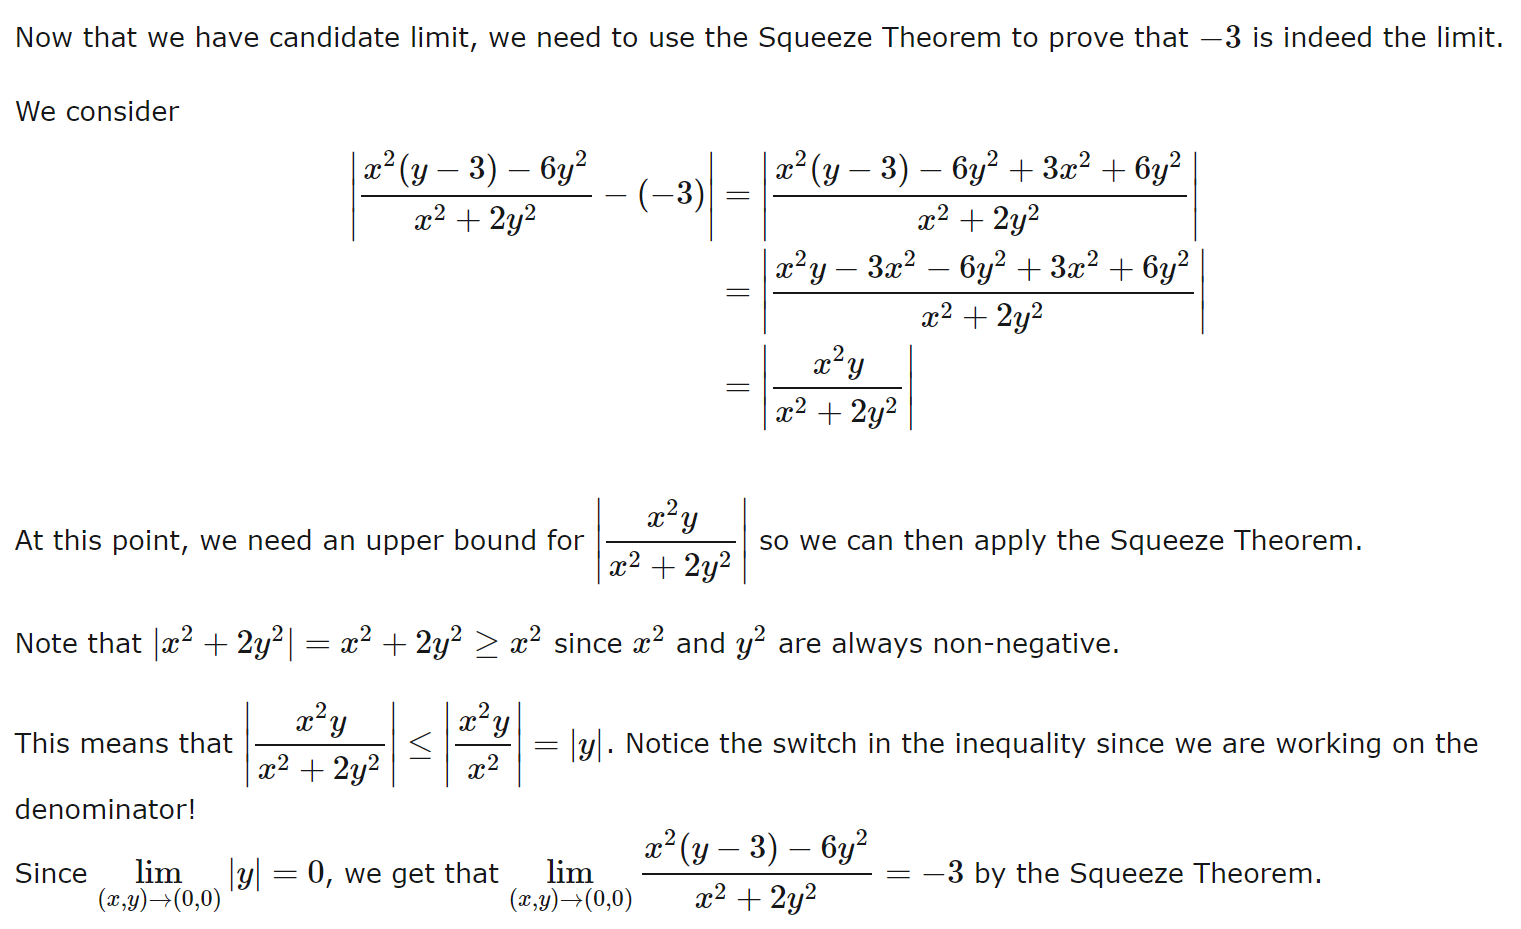 Now that we have candidate limit, we need to use the Squeeze Theorem to prove that −3 is indeed the limit.
We consider
$\left|\frac{x^2(y-3)-6y^2}{x^2+2y^2}-(-3)\right| = \left|\frac{x^2(y-3)-6y^2+3x^2+6y^2}{x^2+2y^2}\right|$
$= \left|\frac{x^2y-3x^2-6y^2+3x^2+6y^2}{x^2+2y^2}\right|$
$= \left|\frac{x^2y}{x^2+2y^2}\right|$
At this point, we need an upper bound for $\left|\frac{x^2y}{x^2+2y^2}\right|$ so we can then apply the Squeeze Theorem.
Note that $|x^2+2y^2| = x^2+2y^2 \geq x^2$ since $x^2$ and $y^2$ are always non-negative.
This means that $\left|\frac{x^2y}{x^2+2y^2}\right| \leq \left|\frac{x^2y}{x^2}\right| = |y|$. Notice the switch in the inequality since we are working on the
denominator!
Since $\lim_{(x,y)\to(0,0)} |y| = 0$, we get that $\lim_{(x,y)\to(0,0)} \frac{x^2(y-3)-6y^2}{x^2+2y^2} = -3$ by the Squeeze Theorem.